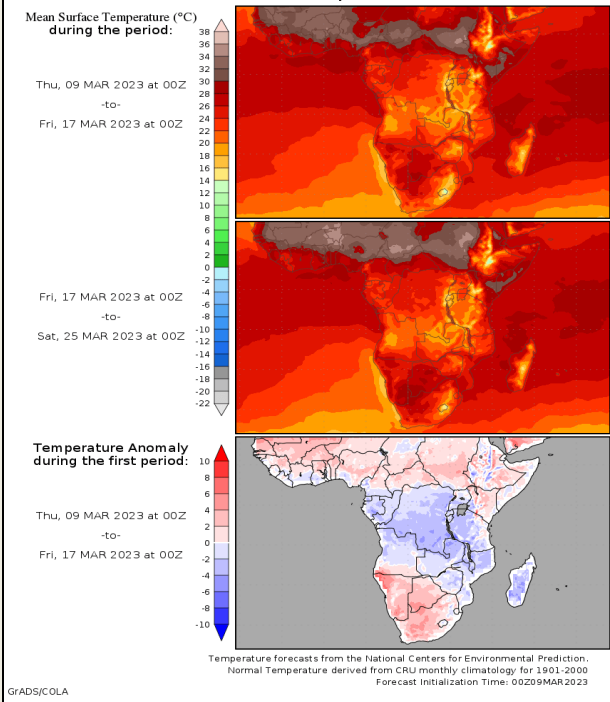 Mean Surface Temperature (°C)
during the period:
38
36
34
32
30
28
26
24
22
20
18
16
14
12
10
8
6
4
2
0
-2
-4
-6
-8
-10
-12
-14
-16
-18
-20
-22
Thu, 09 MAR 2023 at 00Z
-to-
Fri, 17 MAR 2023 at 00Z
Fri, 17 MAR 2023 at 00Z
-to-
Sat, 25 MAR 2023 at 00Z
Temperature Anomaly
during the first period:
10
8
6
4
2
0
-2
-4
-6
-8
-10
Thu, 09 MAR 2023 at 00Z
-to-
Fri, 17 MAR 2023 at 00Z
Temperature forecasts from the National Centers for Environmental Prediction.
Normal Temperature derived from CRU monthly climatology for 1901-2000
Forecast Initialization Time: 00Z09MAR2023
GrADS/COLA